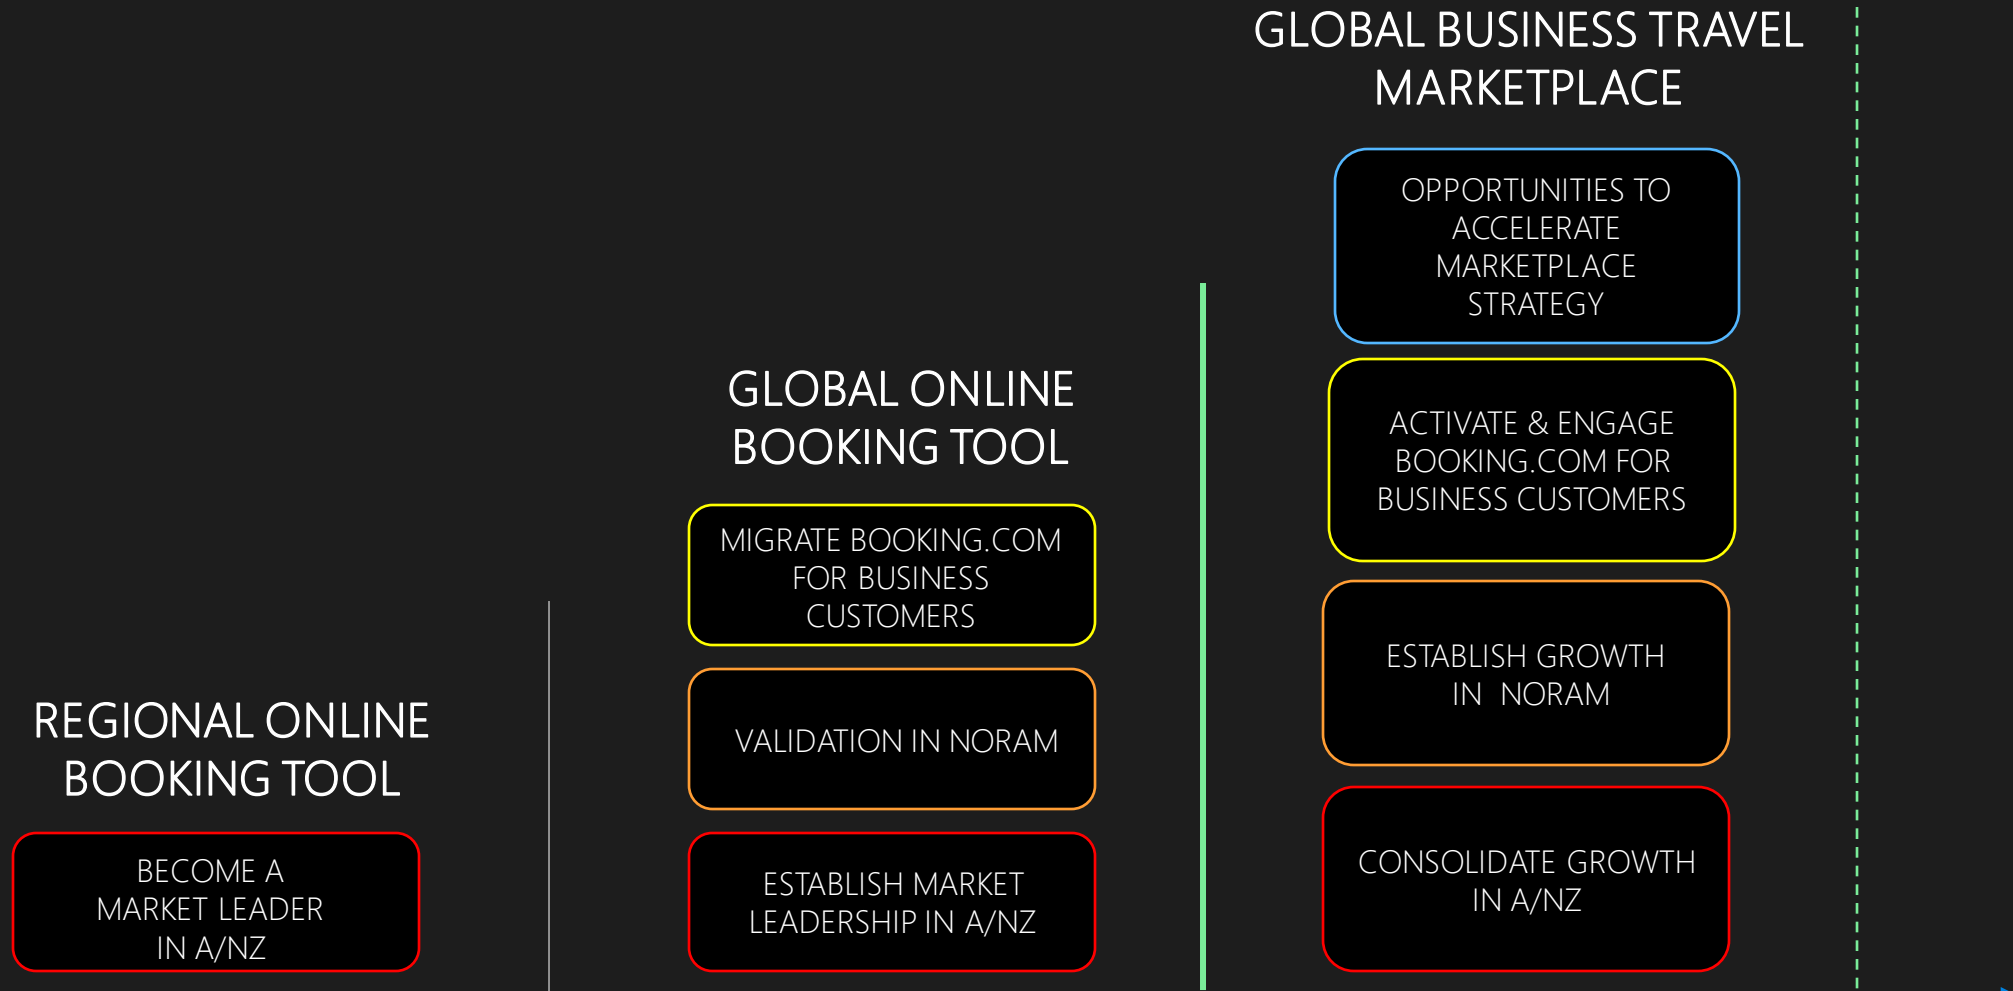 REGIONAL ONLINE
BOOKING TOOL
BECOME A
MARKET LEADER
IN A/NZ
GLOBAL ONLINE
BOOKING TOOL
MIGRATE BOOKING.COM
FOR BUSINESS
CUSTOMERS
VALIDATION IN NORAM
ESTABLISH MARKET
LEADERSHIP IN A/NZ
GLOBAL BUSINESS TRAVEL
MARKETPLACE
OPPORTUNITIES TO
ACCELERATE
MARKETPLACE
STRATEGY
ACTIVATE & ENGAGE
BOOKING.COM FOR
BUSINESS CUSTOMERS
ESTABLISH GROWTH
IN NORAM
CONSOLIDATE GROWTH
IN A/NZ